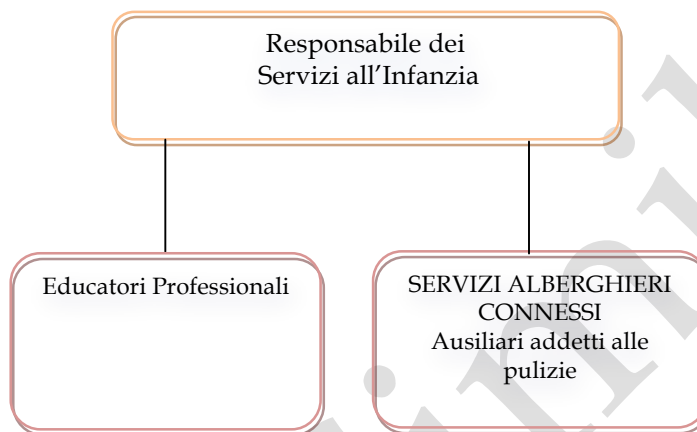 Responsabile dei
Servizi all’Infanzia
Educatori Professionali
SERVIZI ALBERGHIERI
CONNESSI
Ausiliari addetti alle
pulizie